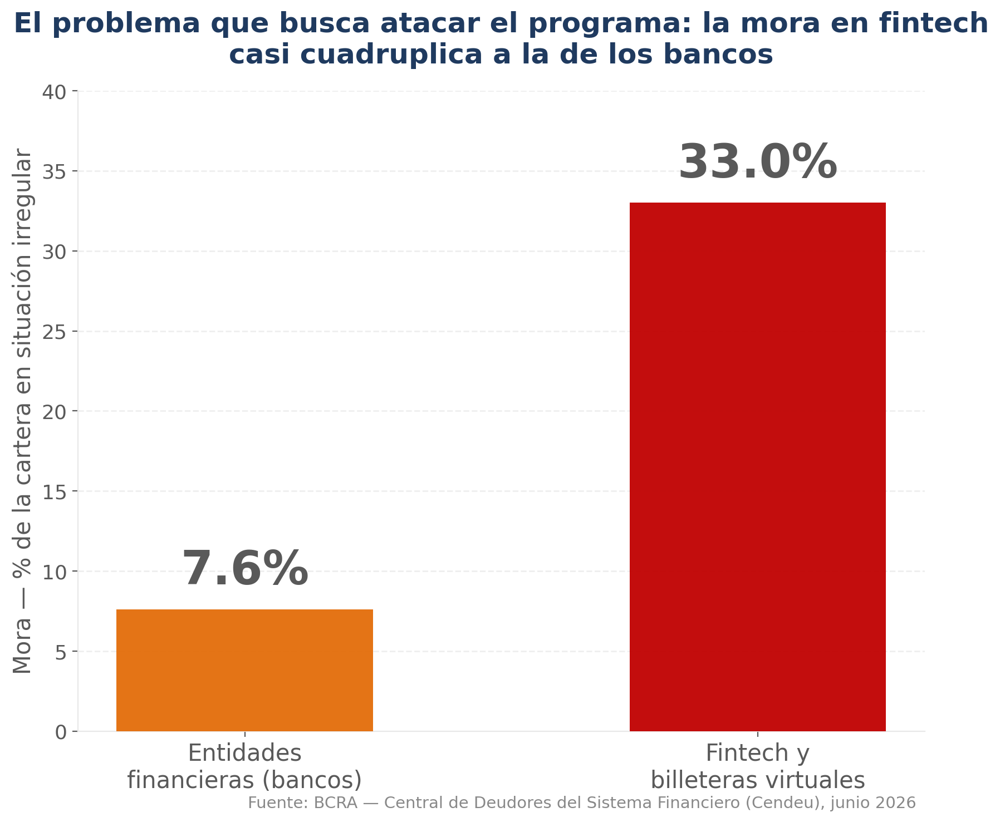 El problema que busca atacar el programa: la mora en fintech
casi cuadruplica a la de los bancos
Mora — % de la cartera en situación irregular
40
35
30
25
20
15
10
5
0
7.6%
33.0%
Entidades
financieras (bancos)
Fintech y
billeteras virtuales
Fuente: BCRA — Central de Deudores del Sistema Financiero (Cendeu), junio 2026